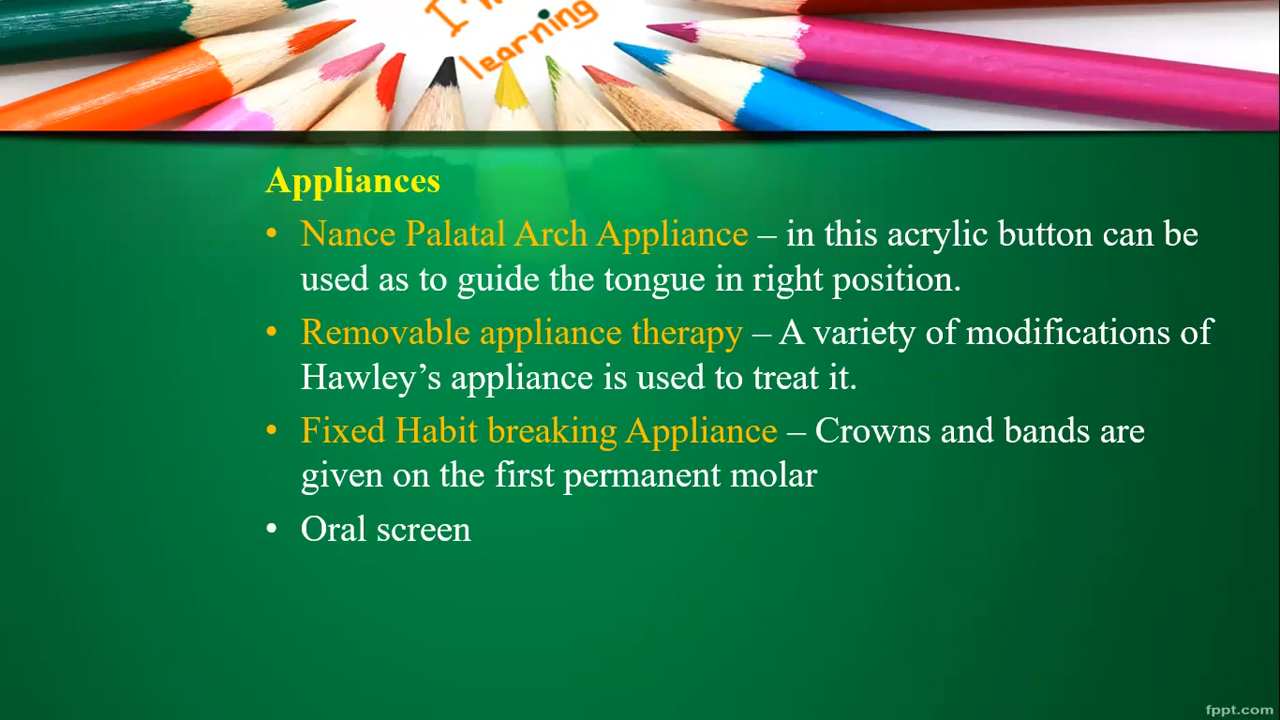 I'm
learning
Appliances
• Nance Palatal Arch Appliance – in this acrylic button can be
used as to guide the tongue in right position.
• Removable appliance therapy – A variety of modifications of
Hawley’s appliance is used to treat it.
• Fixed Habit breaking Appliance – Crowns and bands are
given on the first permanent molar
• Oral screen
fppt.com